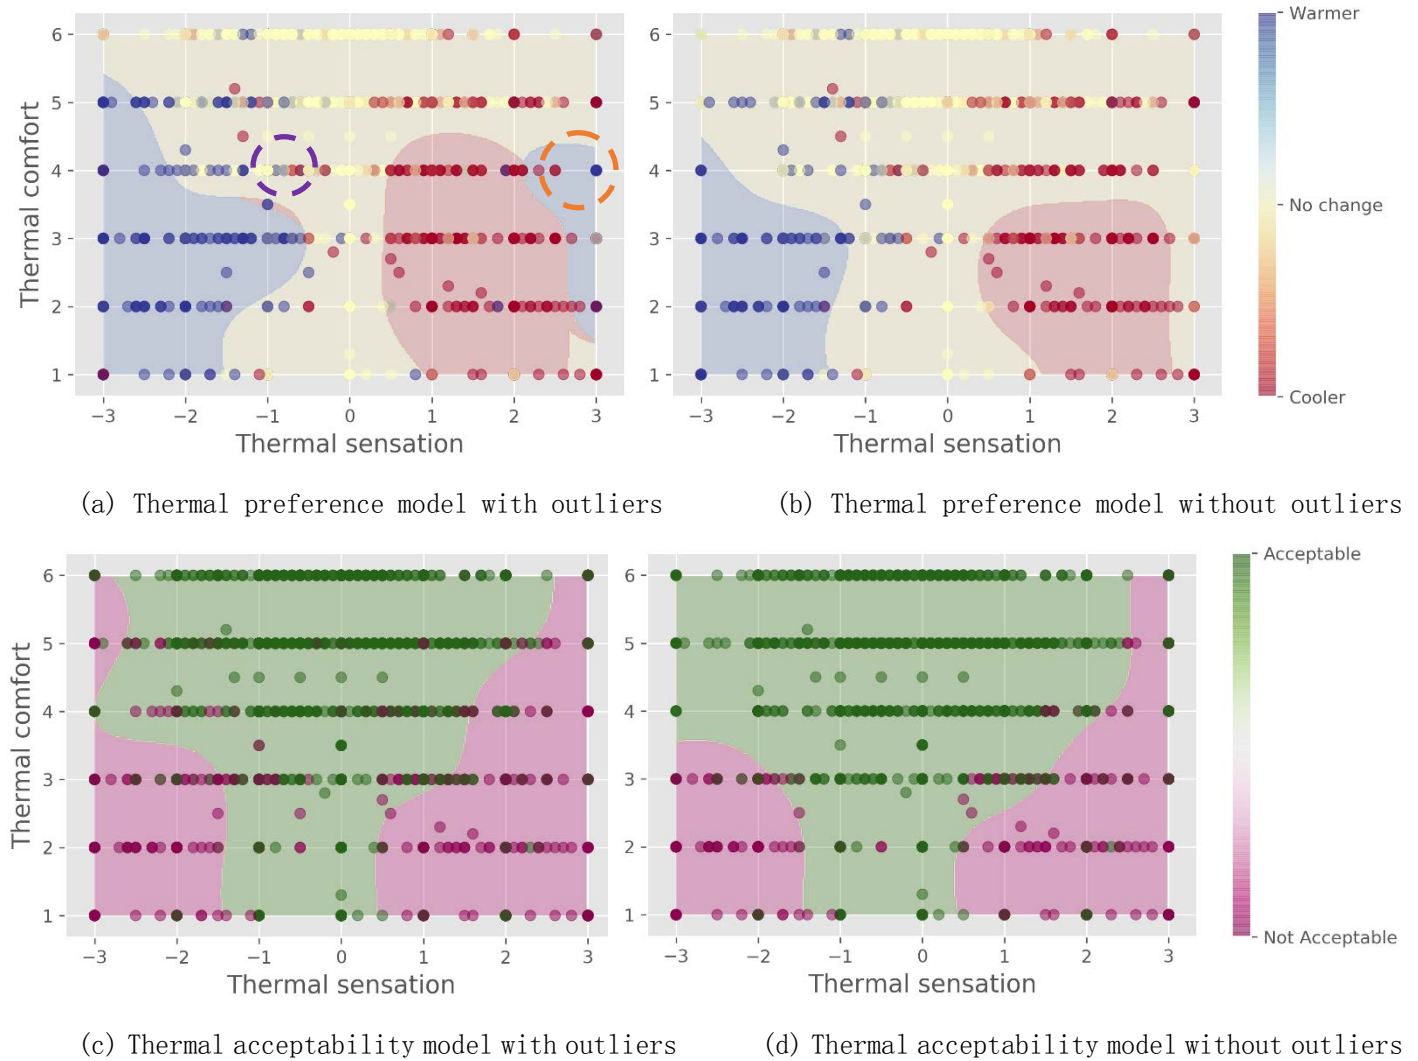 6
5
4
3
2
1
Thermal comfort
−3 −2 −1 0 1 2 3
Thermal sensation
−3 −2 −1 0 1 2 3
Thermal sensation
6
5
4
3
2
1
Warmer
No change
Cooler
(a) Thermal preference model with outliers
(b) Thermal preference model without outliers
6
5
4
3
2
1
Thermal comfort
−3 −2 −1 0 1 2 3
Thermal sensation
6
5
4
3
2
1
−3 −2 −1 0 1 2 3
Thermal sensation
Acceptable
Not Acceptable
(c) Thermal acceptability model with outliers
(d) Thermal acceptability model without outliers